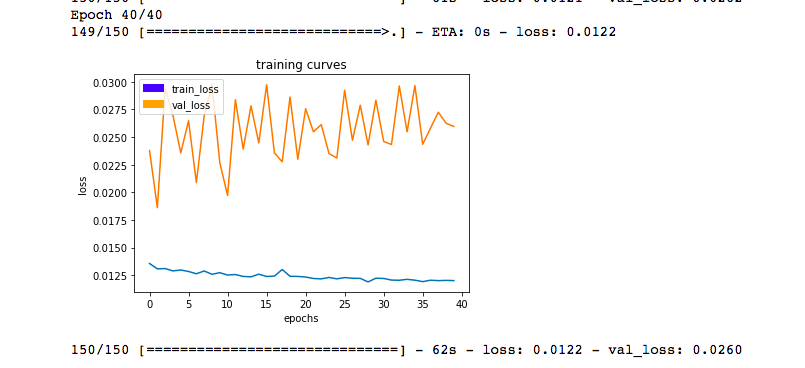 Epoch 40/40
149/150 [============================>.] - ETA: 0s - loss: 0.0122
training curves
train_loss
val_loss
0.0300
0.0275
0.0250
0.0225
0.0200
0.0175
0.0150
0.0125
loss
0 5 10 15 20 25 30 35 40
epochs
150/150 [==============================] - 62s - loss: 0.0122 - val_loss: 0.0260